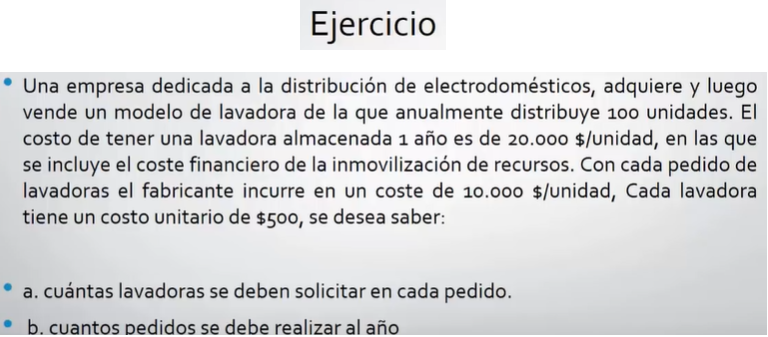 Ejercicio
Una empresa dedicada a la distribución de electrodomésticos, adquiere y luego
vende un modelo de lavadora de la que anualmente distribuye 100 unidades. El
costo de tener una lavadora almacenada 1 año es de 20.000 $/unidad, en las que
se incluye el coste financiero de la inmovilización de recursos. Con cada pedido de
lavadoras el fabricante incurre en un coste de 10.000 $/unidad, Cada lavadora
tiene un costo unitario de $500, se desea saber:
a. cuántas lavadoras se deben solicitar en cada pedido.
b. cuantos pedidos se debe realizar al año